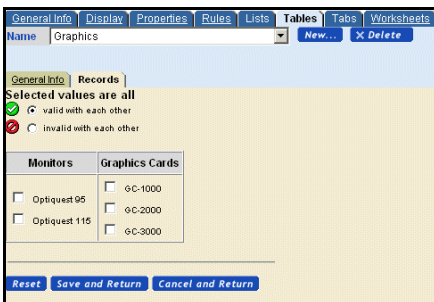 General Info Display Properties Rules Lists Tables Tabs Worksheets
Name Graphics New... X Delete
General Info Records
Selected values are all
valid with each other
invalid with each other
Monitors Graphics Cards
Optiquest 95
Optiquest 115
GC-1000
GC-2000
GC-3000
Reset Save and Return Cancel and Return